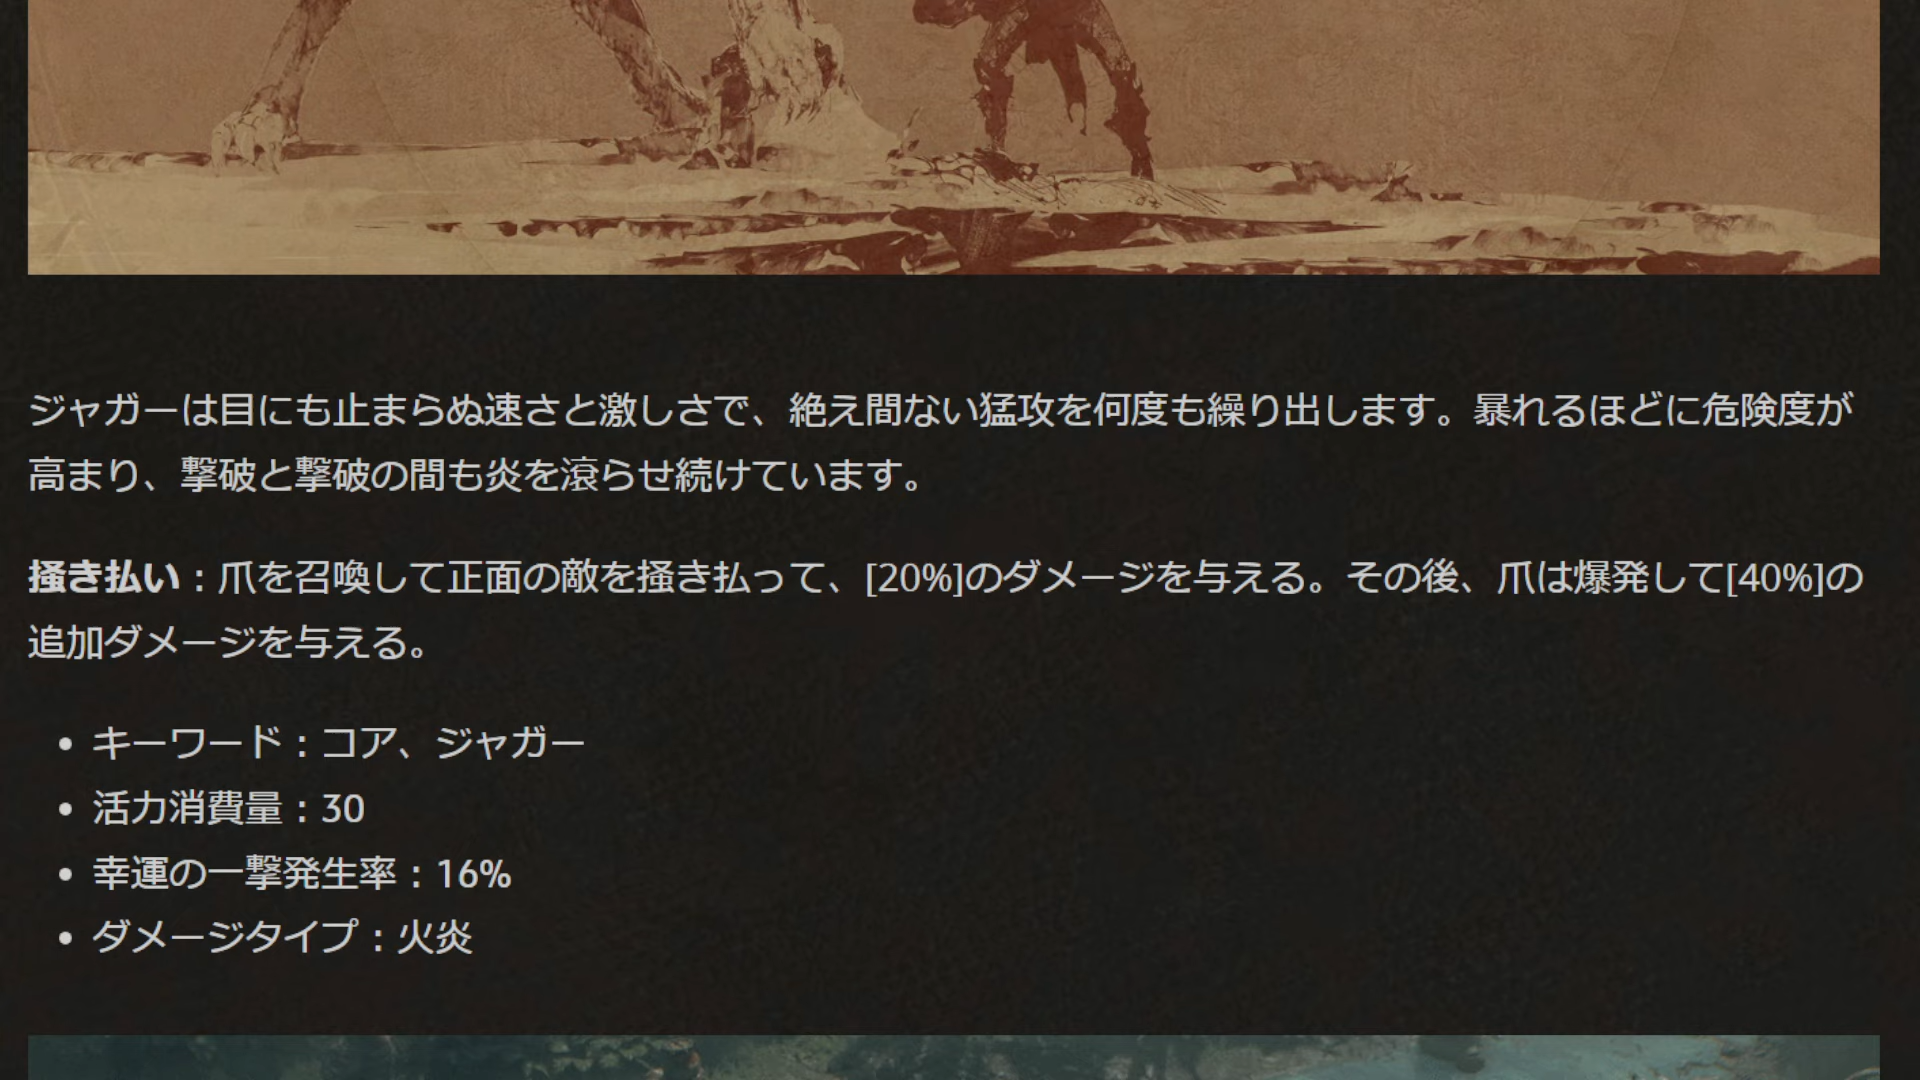 ジャガーは目にも止まらぬ速さと激しさで、絶え間ない猛攻を何度も繰り出します。暴れるほどに危険度が
高まり、撃破と撃破の間も炎を滾らせ続けています。
掻き払い：爪を召喚して正面の敵を掻き払って、[20%]のダメージを与える。その後、爪は爆発して[40%]の
追加ダメージを与える。
• キーワード：コア、ジャガー
• 活力消費量：30
• 幸運の一撃発生率：16%
• ダメージタイプ：火炎